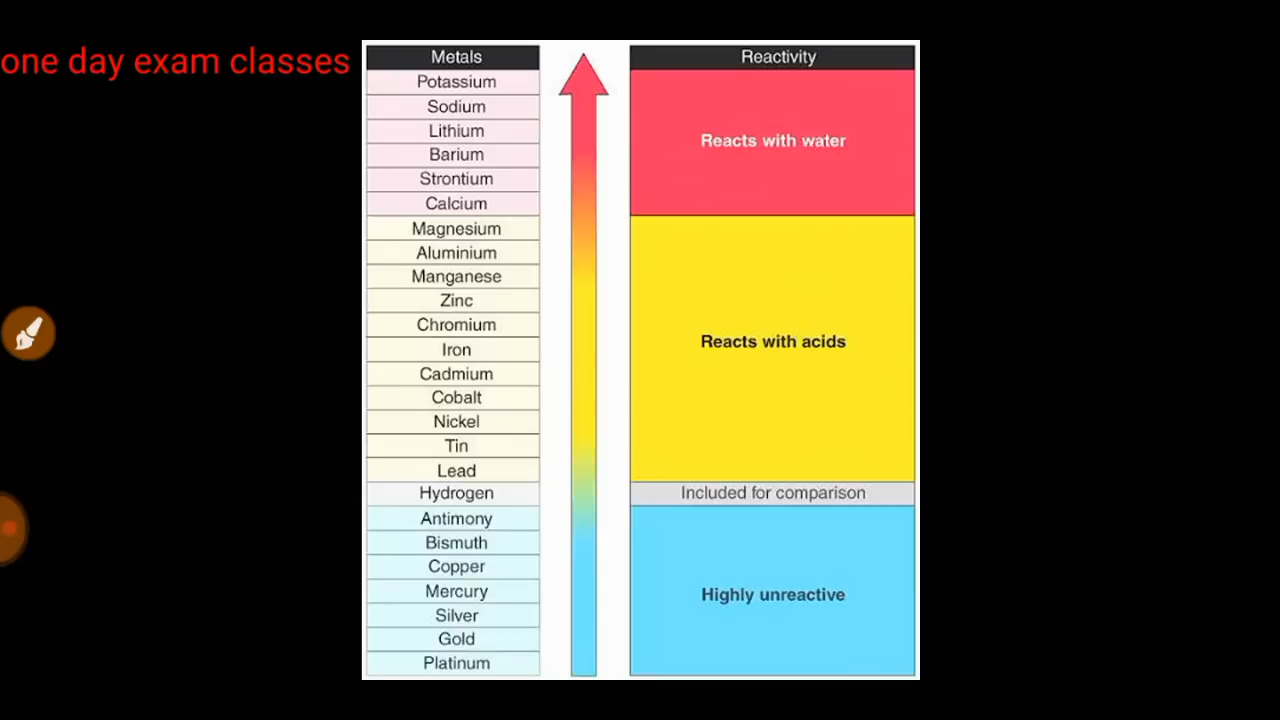 one day exam classes
Metals
Reactivity
Potassium
Sodium
Lithium
Barium
Strontium
Calcium
Reacts with water
Magnesium
Aluminium
Manganese
Zinc
Chromium
Iron
Cadmium
Cobalt
Nickel
Tin
Lead
Reacts with acids
Hydrogen
Included for comparison
Antimony
Bismuth
Copper
Mercury
Silver
Gold
Platinum
Highly unreactive